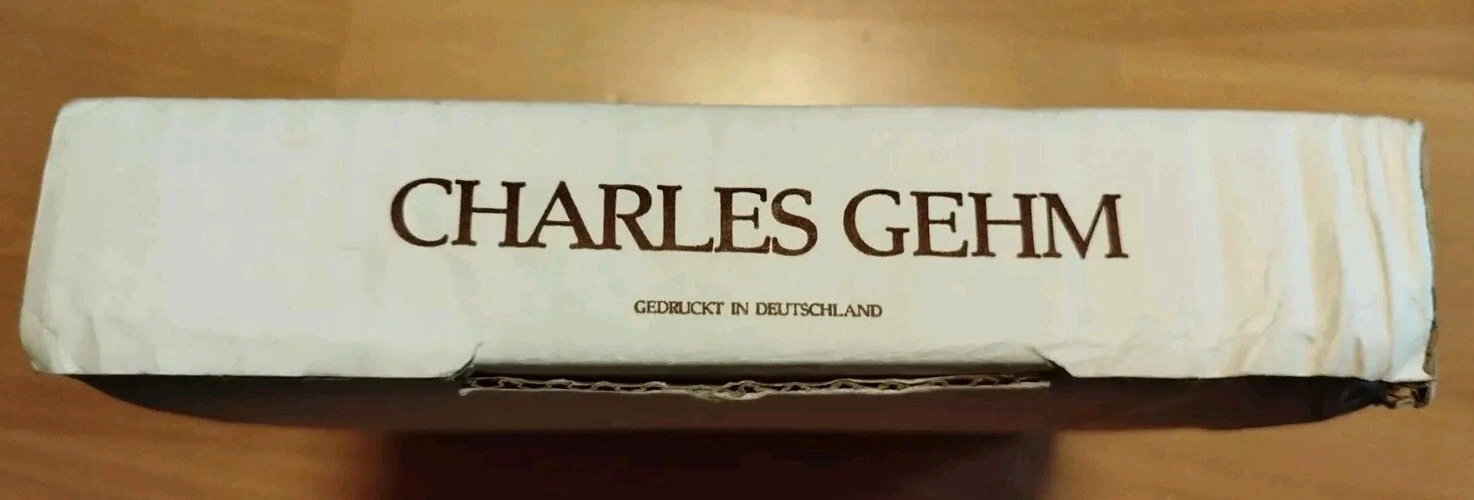 CHARLES GEHM
GEDRUCKT IN DEUTSCHLAND